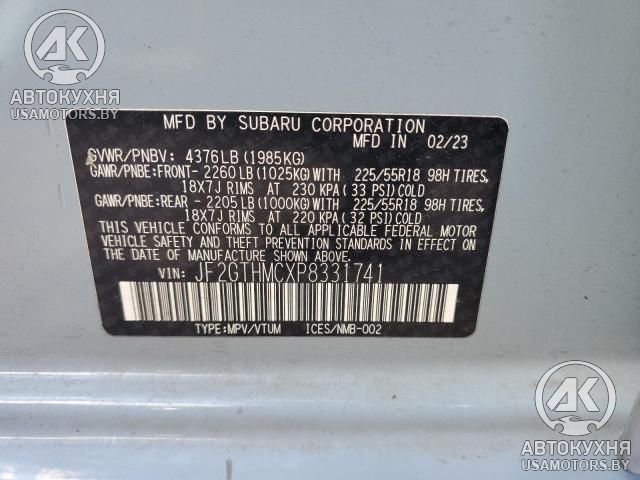 AK
АВТОКУХНЯ
USAMOTORS.BY
MFD BY SUBARU CORPORATION
MFD IN 02/23
GVWR/PNBV: 4376LB (1985KG)
GAWR/PNBE:FRONT- 2260LB (1025KG)WITH 225/55R18 98H TIRES,
18X7J RIMS AT 230 KPA (33 PSI)COLD
GAWR/PNBE:REAR - 2205LB (1000KG)WITH 225/55R18 98H TIRES,
18X7J RIMS AT 220 KPA (32 PSI)COLD
THIS VEHICLE CONFORMS TO ALL APPLICABLE FEDERAL MOTOR
VEHICLE SAFETY AND THEFT PREVENTION STANDARDS IN EFFECT ON
THE DATE OF MANUFACTURE SHOWN ABOVE.
VIN: JF2GTHMCXP8331741
TYPE:MPV/VTUM ICES/NMB-002
AK
АВТОКУХНЯ
USAMOTORS.BY